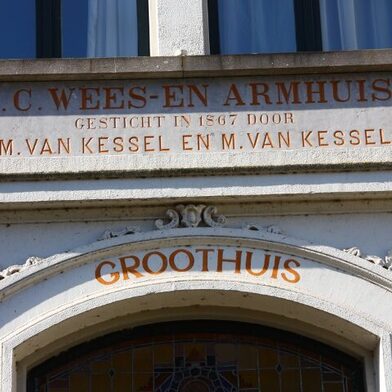 .C. WEES-EN ARMHUIS
GESTICHT IN 1867 DOOR
M. VAN KESSEL EN M. VAN KESSEL
GROOTHUIS